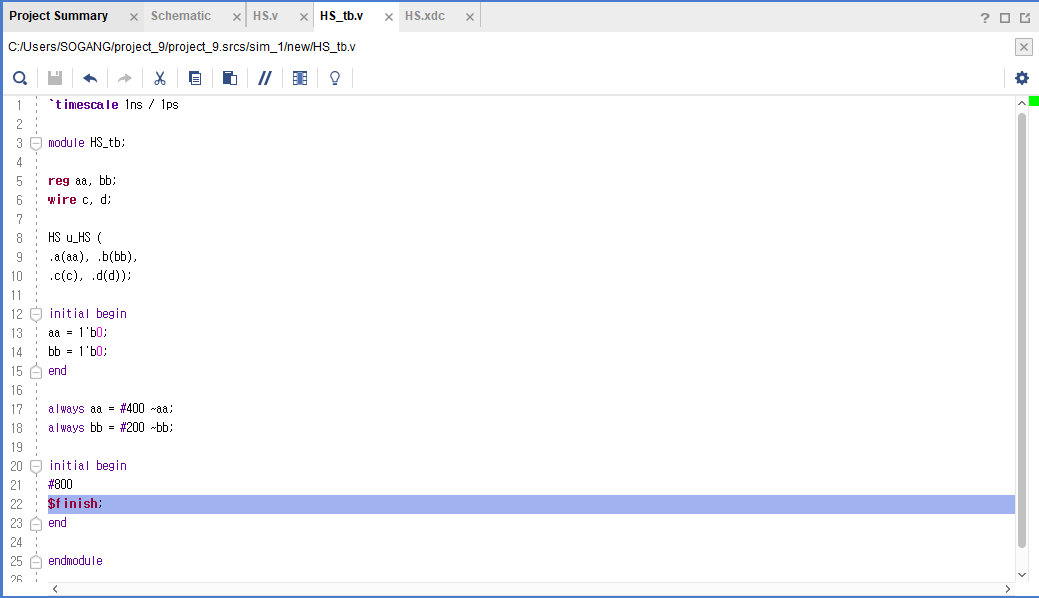 Project Summary × Schematic × HS.v × HS_tb.v × HS.xdc ×
C:/Users/SOGANG/project_9/project_9.srcs/sim_1/new/HS_tb.v
1 `timescale 1ns / 1ps
2
3 module HS_tb;
4
5 reg aa, bb;
6 wire c, d;
7
8 HS u_HS (
9 .a(aa), .b(bb),
10 .c(c), .d(d));
11
12 initial begin
13 aa = 1'b0;
14 bb = 1'b0;
15 end
16
17 always aa = #400 ~aa;
18 always bb = #200 ~bb;
19
20 initial begin
21 #800
22 $finish;
23 end
24
25 endmodule
26